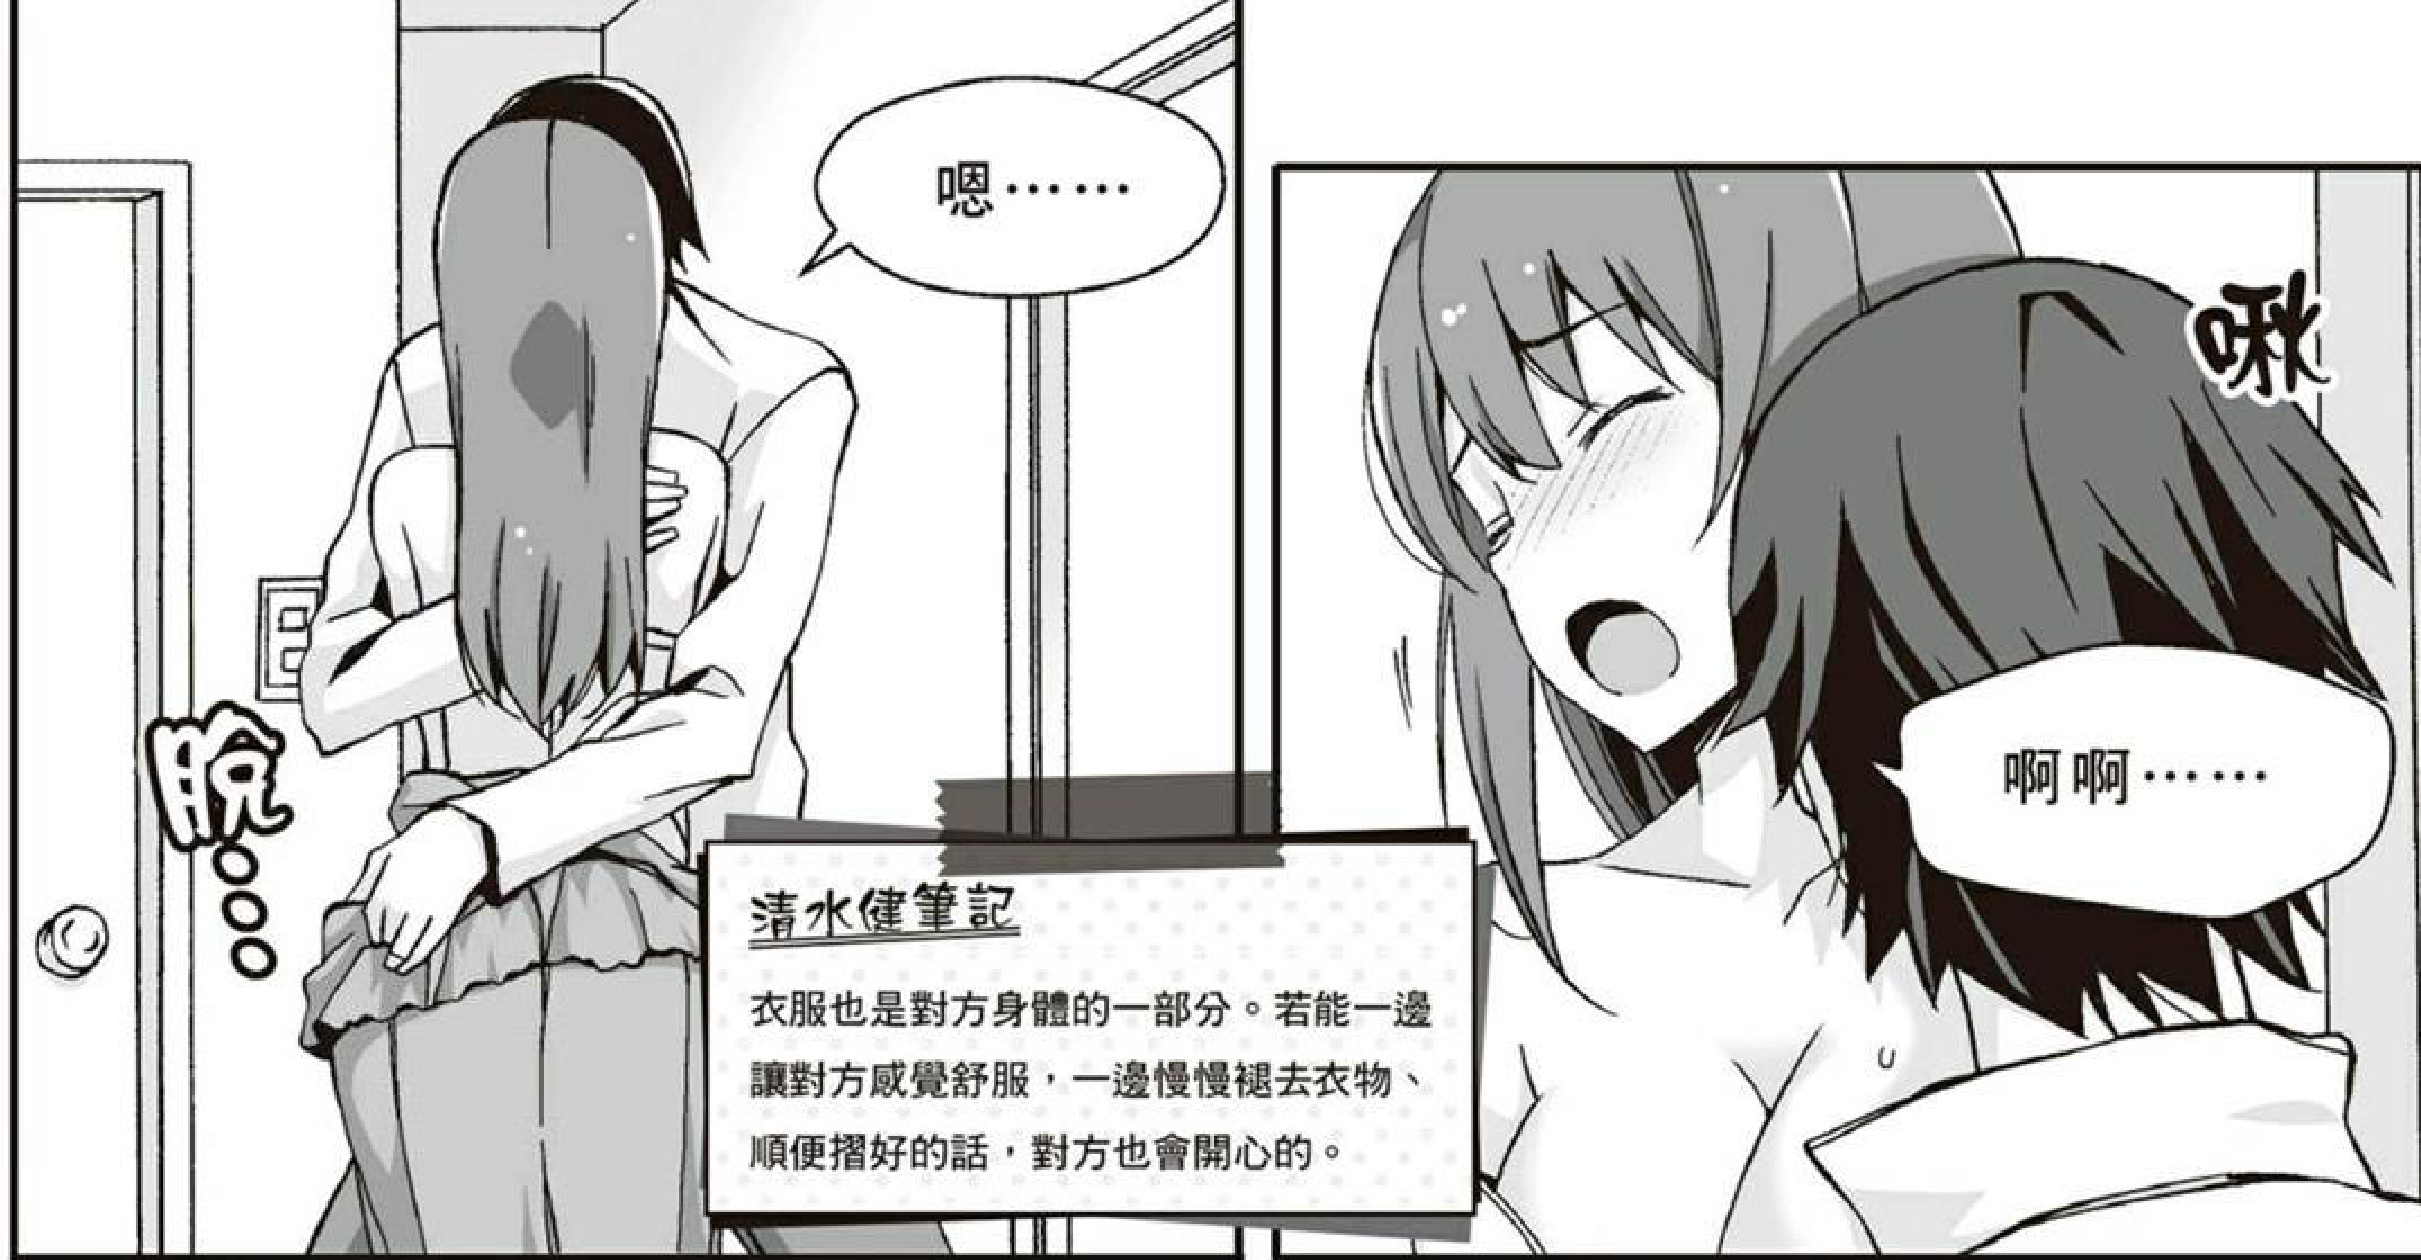 嗯⋯⋯
脫。。。
清水健筆記
衣服也是對方身體的一部分。若能一邊
讓對方感覺舒服，一邊慢慢褪去衣物、
順便摺好的話，對方也會開心的。
啾
啊啊⋯⋯